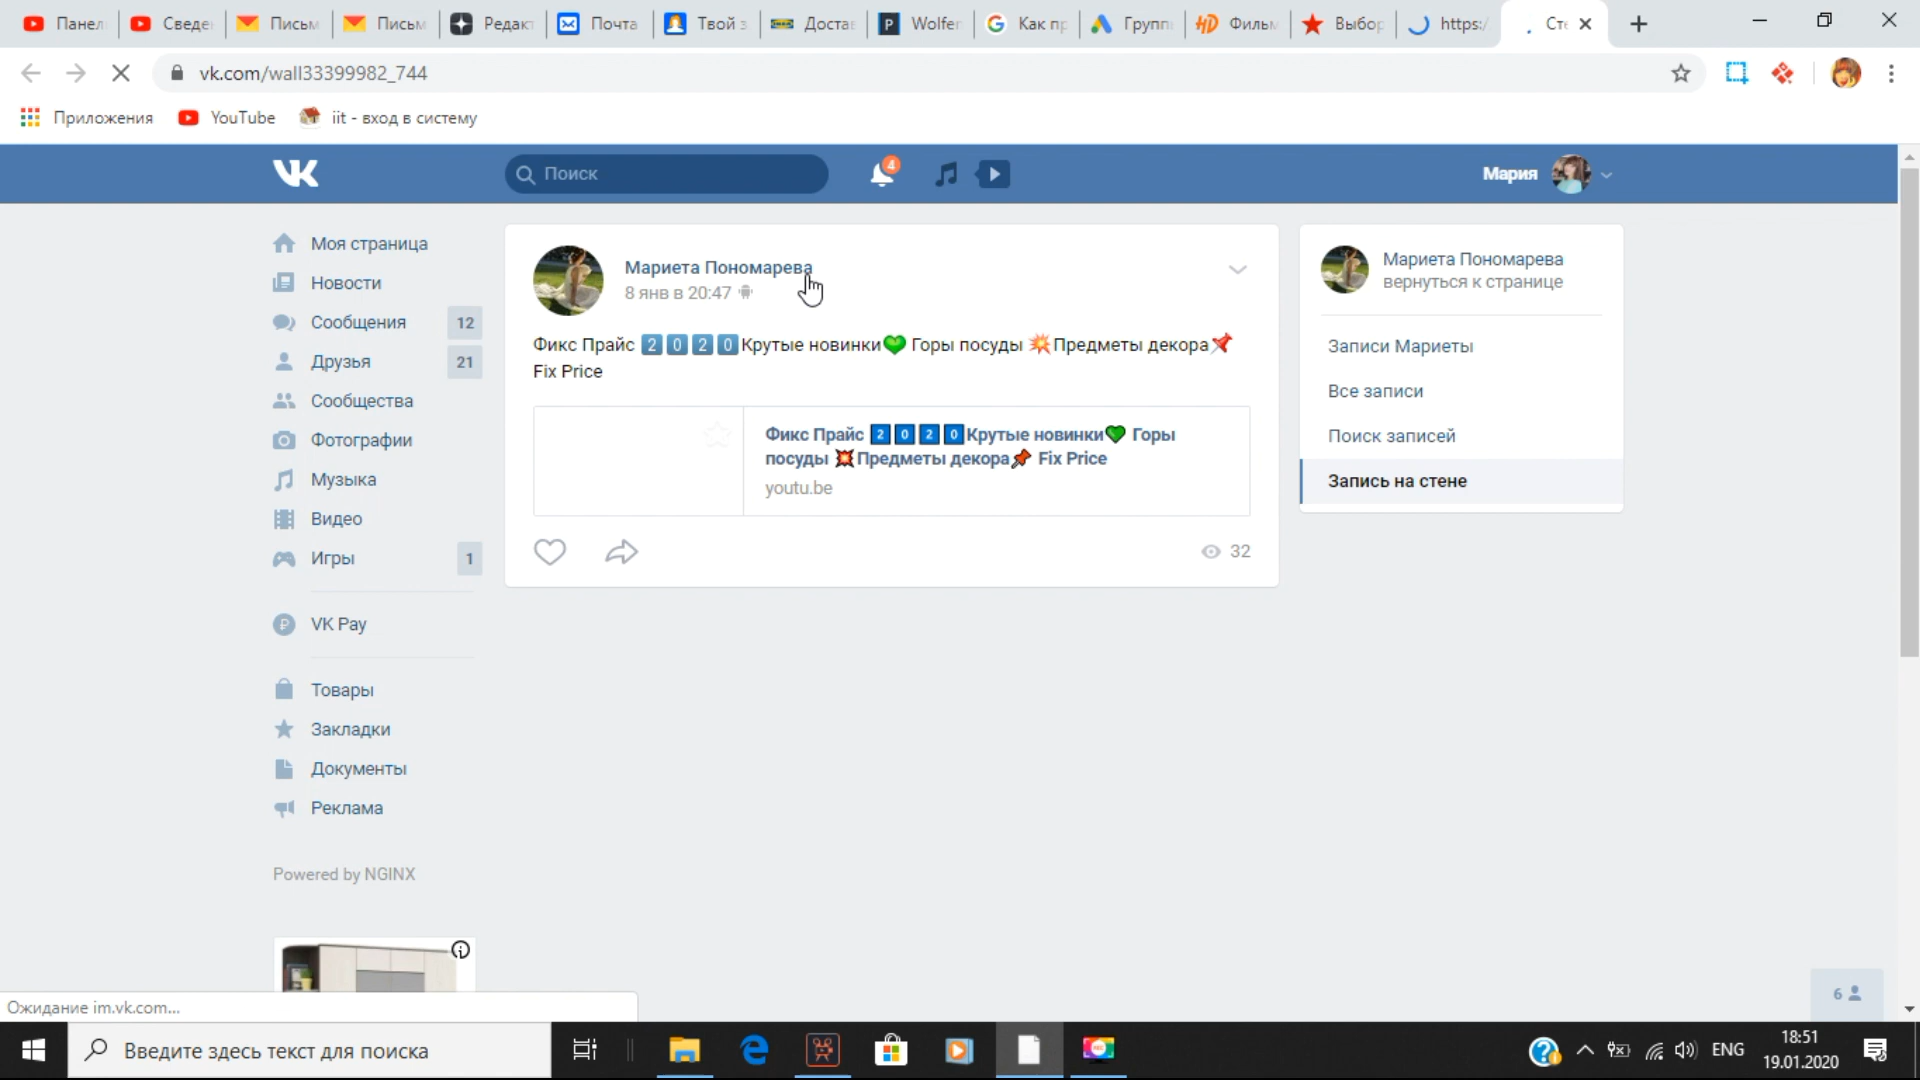 Панел
Сведе
Письм
Письм
Редакт
Почта
Твой з
Достав
Wolfen
Как пр
Групп
Фильм
Выбор
https:/
Сте
vk.com/wall33399982_744
Приложения
YouTube
iit - вход в систему
Поиск
4
Мария
Моя страница
Новости
Сообщения 12
Друзья 21
Сообщества
Фотографии
Музыка
Видео
Игры 1
VK Pay
Товары
Закладки
Документы
Реклама
Powered by NGINX
Мариета Пономарева
8 янв в 20:47
Фикс Прайс 2️⃣0️⃣2️⃣0️⃣Крутые новинки💚 Горы посуды 💥Предметы декора📌
Fix Price
Фикс Прайс 2️⃣0️⃣2️⃣0️⃣Крутые новинки💚 Горы
посуды 💥Предметы декора📌 Fix Price
youtu.be
32
Мариета Пономарева
вернуться к странице
Записи Мариеты
Все записи
Поиск записей
Запись на стене
6
Ожидание im.vk.com...
Введите здесь текст для поиска
ENG
18:51
19.01.2020